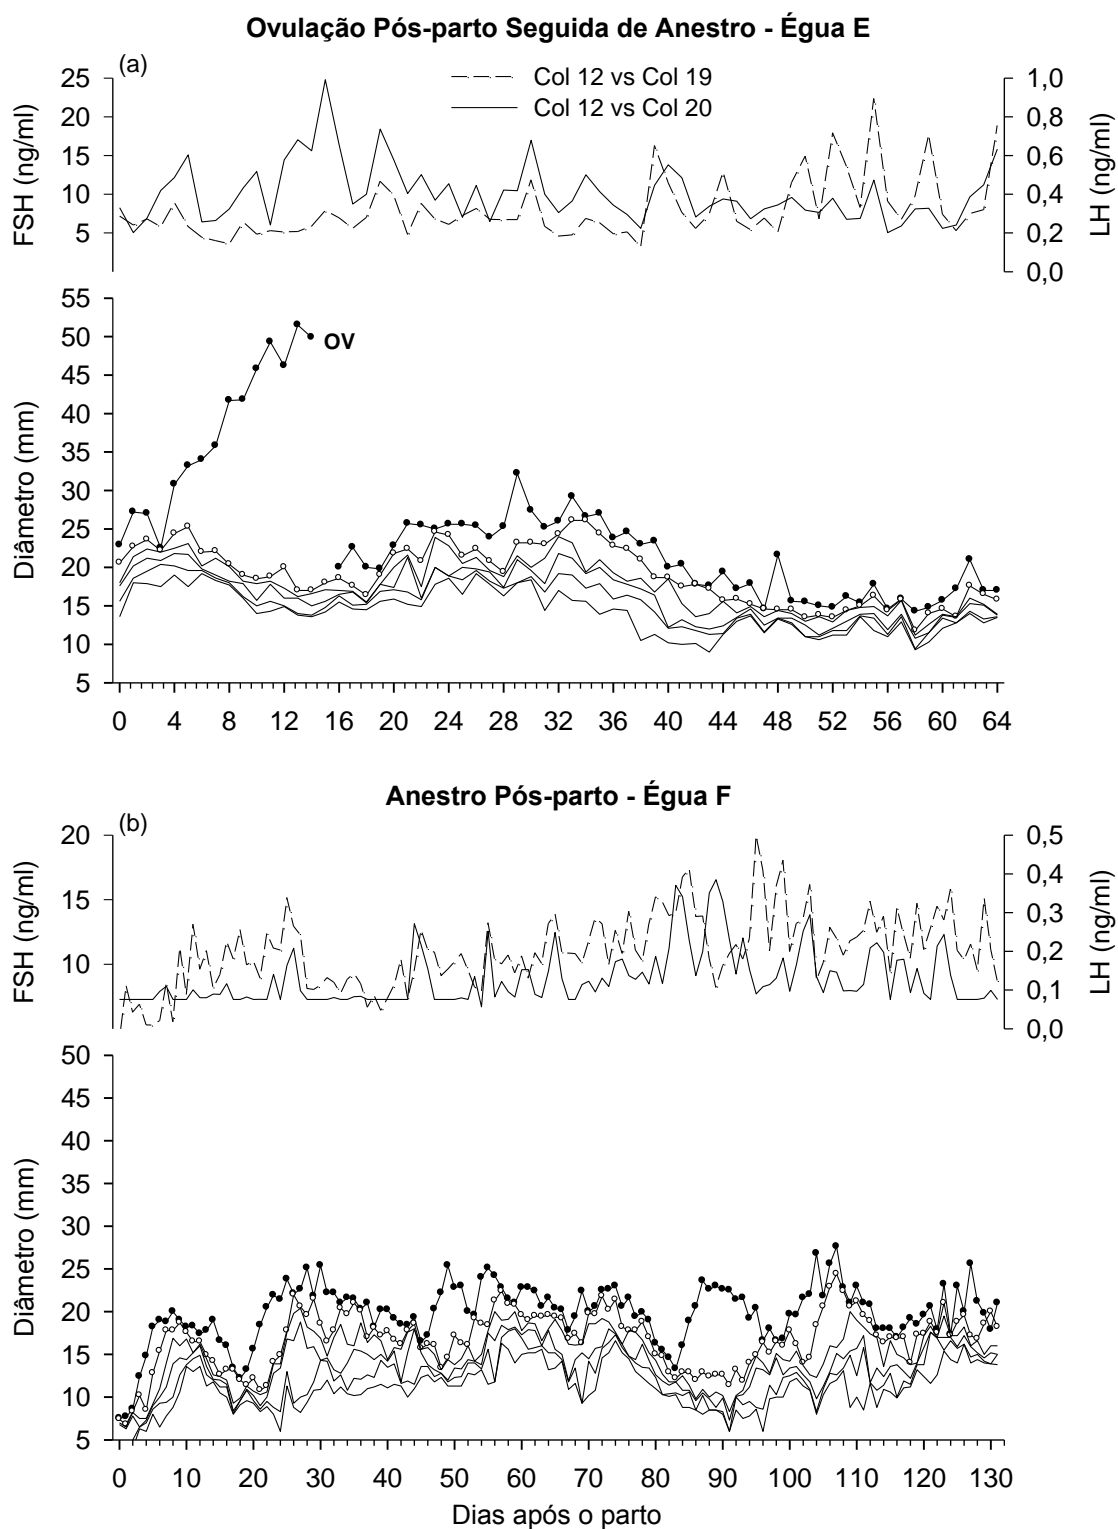 Ovulação Pós-parto Seguida de Anestro - Égua E
(a)
Col 12 vs Col 19
Col 12 vs Col 20
FSH (ng/ml)
25
20
15
10
5
LH (ng/ml)
1,0
0,8
0,6
0,4
0,2
0,0
Diâmetro (mm)
55
50
45
40
35
30
25
20
15
10
5
OV
0 4 8 12 16 20 24 28 32 36 40 44 48 52 56 60 64
Anestro Pós-parto - Égua F
(b)
FSH (ng/ml)
20
15
10
LH (ng/ml)
0,5
0,4
0,3
0,2
0,1
0,0
Diâmetro (mm)
50
45
40
35
30
25
20
15
10
5
0 10 20 30 40 50 60 70 80 90 100 110 120 130
Dias após o parto